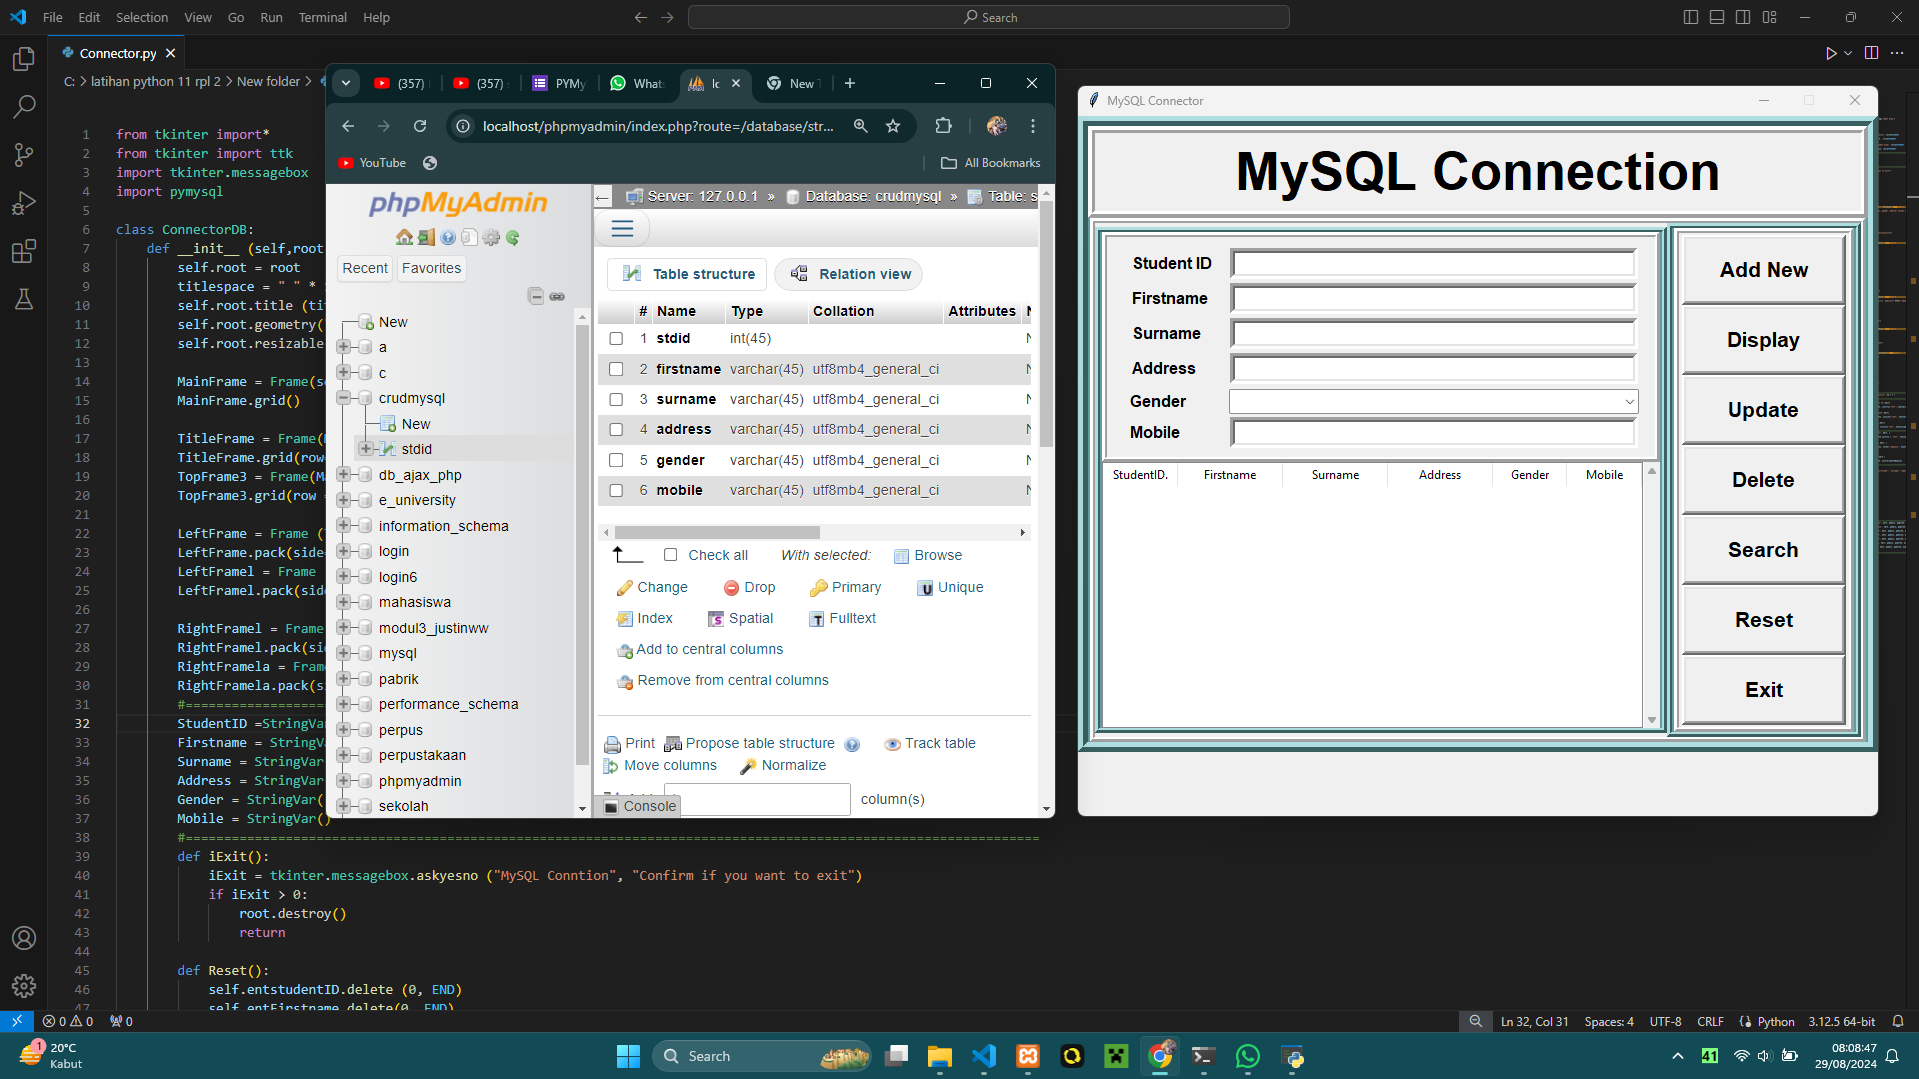 File Edit Selection View Go Run Terminal Help
Search
Connector.py
C: > latihan python 11 rpl 2 > New folder >
1 from tkinter import*
2 from tkinter import ttk
3 import tkinter.messagebox
4 import pymysql
5
6 class ConnectorDB:
7 def __init__ (self,root
8 self.root = root
9 titlespace = " " *
10 self.root.title (tit
11 self.root.geometry(
12 self.root.resizable
13
14 MainFrame = Frame(se
15 MainFrame.grid()
16
17 TitleFrame = Frame(
18 TitleFrame.grid(row=
19 TopFrame3 = Frame(Ma
20 TopFrame3.grid(row =
21
22 LeftFrame = Frame (
23 LeftFrame.pack(side=
24 LeftFramel = Frame
25 LeftFramel.pack(sid
26
27 RightFramel = Frame
28 RightFramel.pack(si
29 RightFramela = Fram
30 RightFramela.pack(si
31 #===================
32 StudentID =StringVar
33 Firstname = StringVa
34 Surname = StringVar
35 Address = StringVar
36 Gender = StringVar(
37 Mobile = StringVar()
38 #===============================================================================================================
39 def iExit():
40 iExit = tkinter.messagebox.askyesno ("MySQL Conntion", "Confirm if you want to exit")
41 if iExit > 0:
42 root.destroy()
43 return
44
45 def Reset():
46 self.entstudentID.delete (0, END)
47 self.entFirstname.delete(0, END)
(357)
(357)
PYMy
Whats
lc
New T
localhost/phpmyadmin/index.php?route=/database/str...
YouTube
All Bookmarks
phpMyAdmin
Recent Favorites
New
a
c
crudmysql
New
stdid
db_ajax_php
e_university
information_schema
login
login6
mahasiswa
modul3_justinww
mysql
pabrik
performance_schema
perpus
perpustakaan
phpmyadmin
sekolah
Server: 127.0.0.1 » Database: crudmysql » Table: s
Table structure Relation view
# Name Type Collation Attributes N
1 stdid int(45) N
2 firstname varchar(45) utf8mb4_general_ci N
3 surname varchar(45) utf8mb4_general_ci N
4 address varchar(45) utf8mb4_general_ci N
5 gender varchar(45) utf8mb4_general_ci N
6 mobile varchar(45) utf8mb4_general_ci N
Check all With selected: Browse
Change Drop Primary Unique
Index Spatial Fulltext
Add to central columns
Remove from central columns
Print Propose table structure Track table
Move columns Normalize
column(s)
Console
MySQL Connector
MySQL Connection
Student ID
Firstname
Surname
Address
Gender
Mobile
StudentID. Firstname Surname Address Gender Mobile
Add New
Display
Update
Delete
Search
Reset
Exit
0 0 0
Ln 32, Col 31 Spaces: 4 UTF-8 CRLF Python 3.12.5 64-bit
1
20°C
Kabut
Search
41
08:08:47
29/08/2024